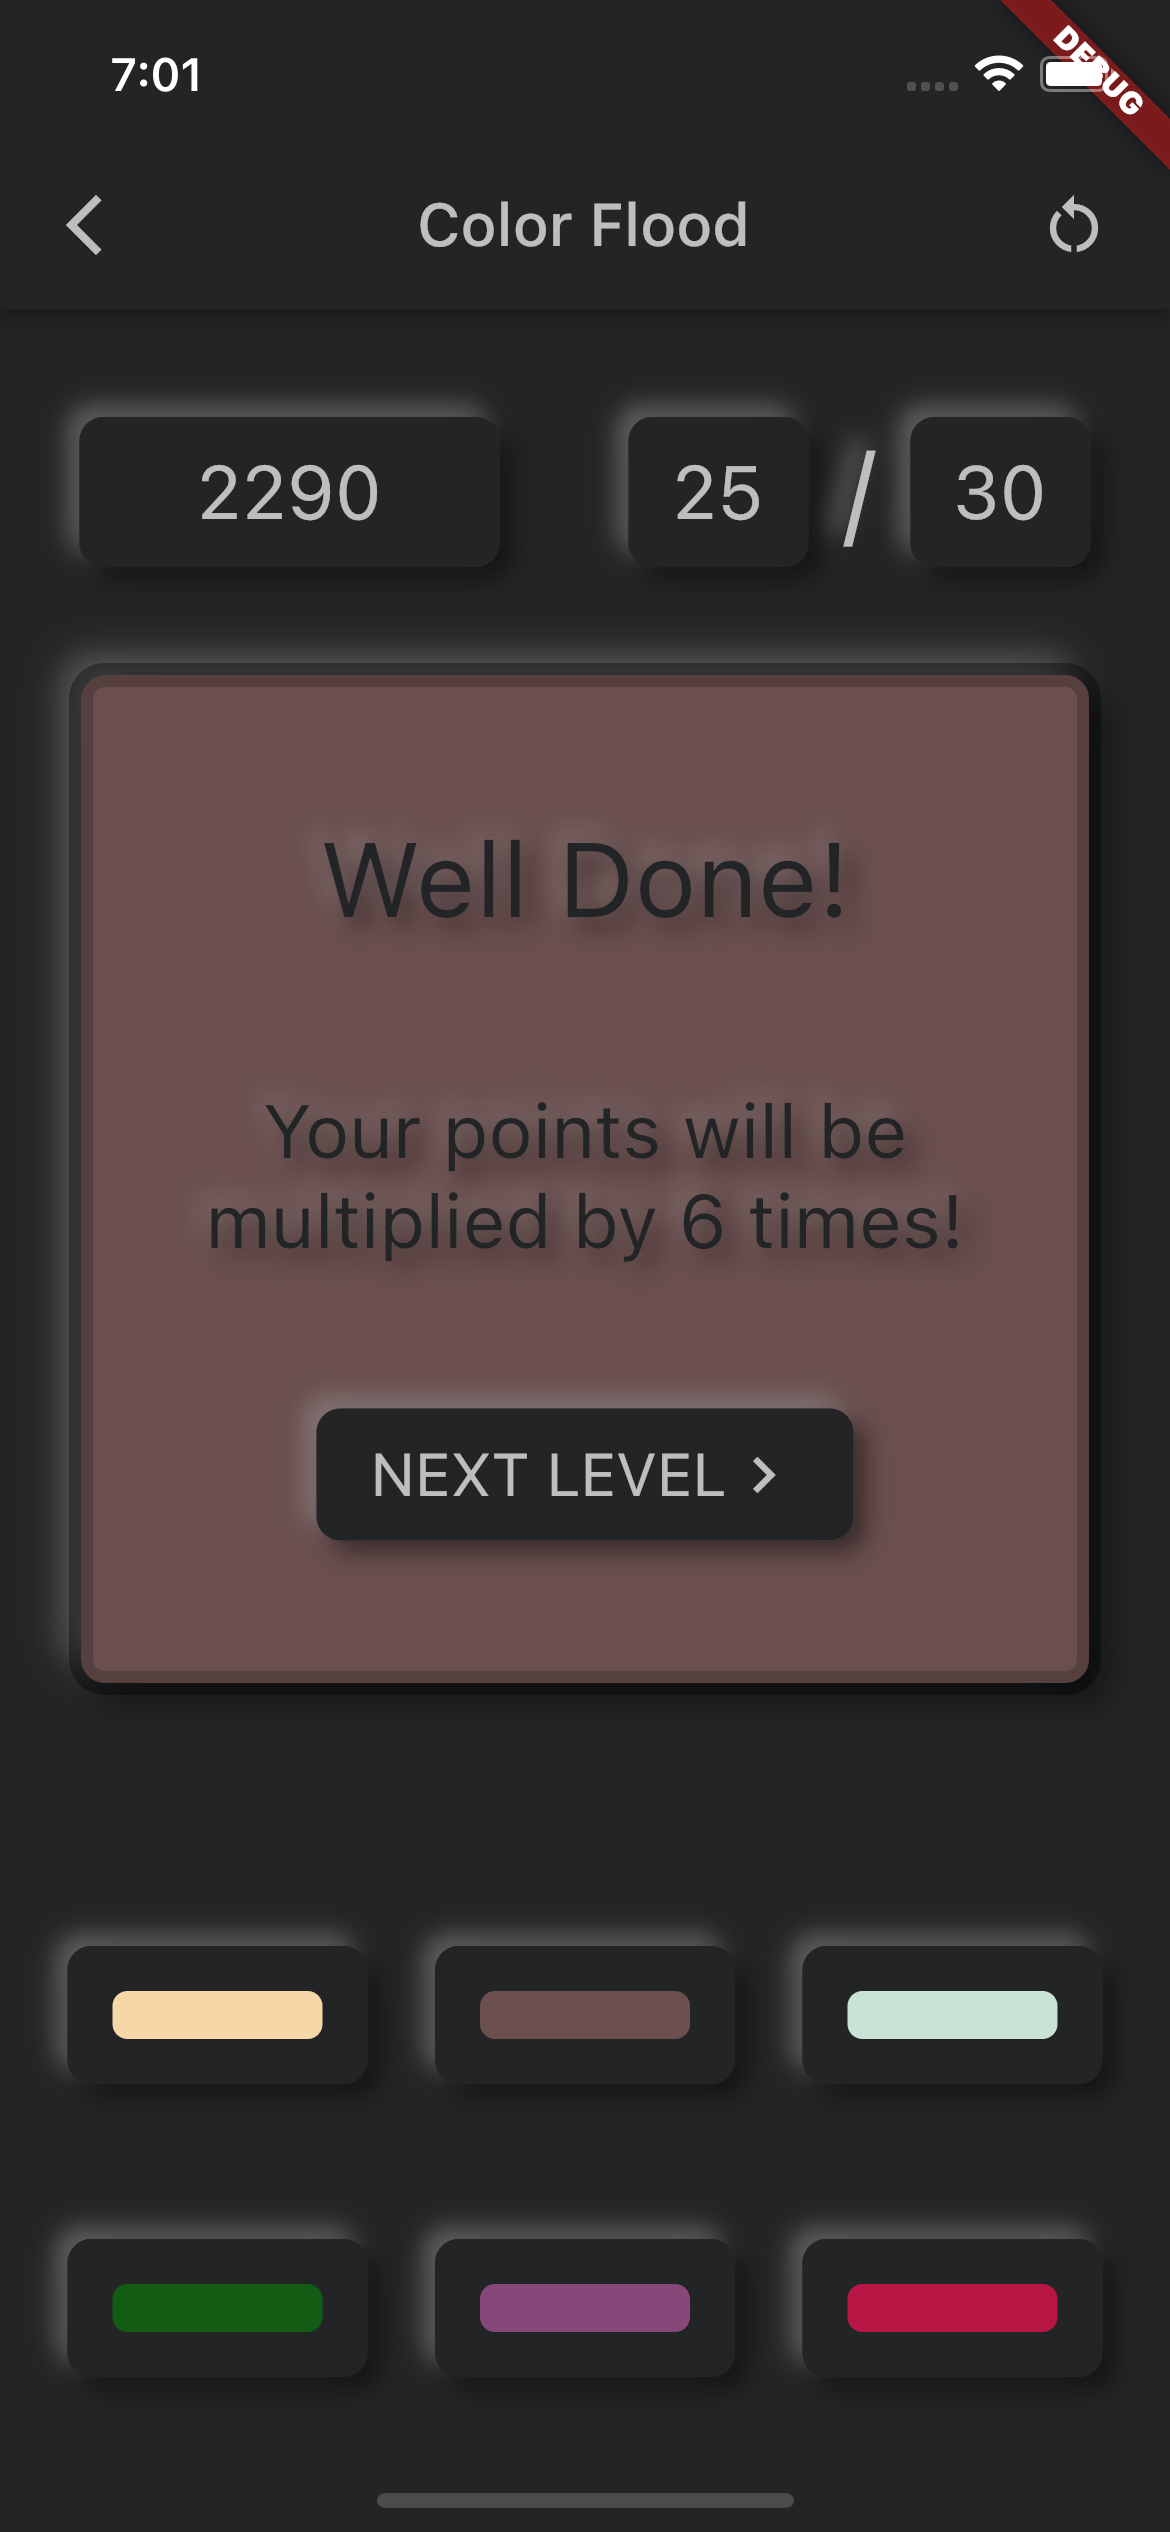 7:01
DEBUG
Color Flood
2290
25 / 30
Well Done!
Your points will be
multiplied by 6 times!
NEXT LEVEL